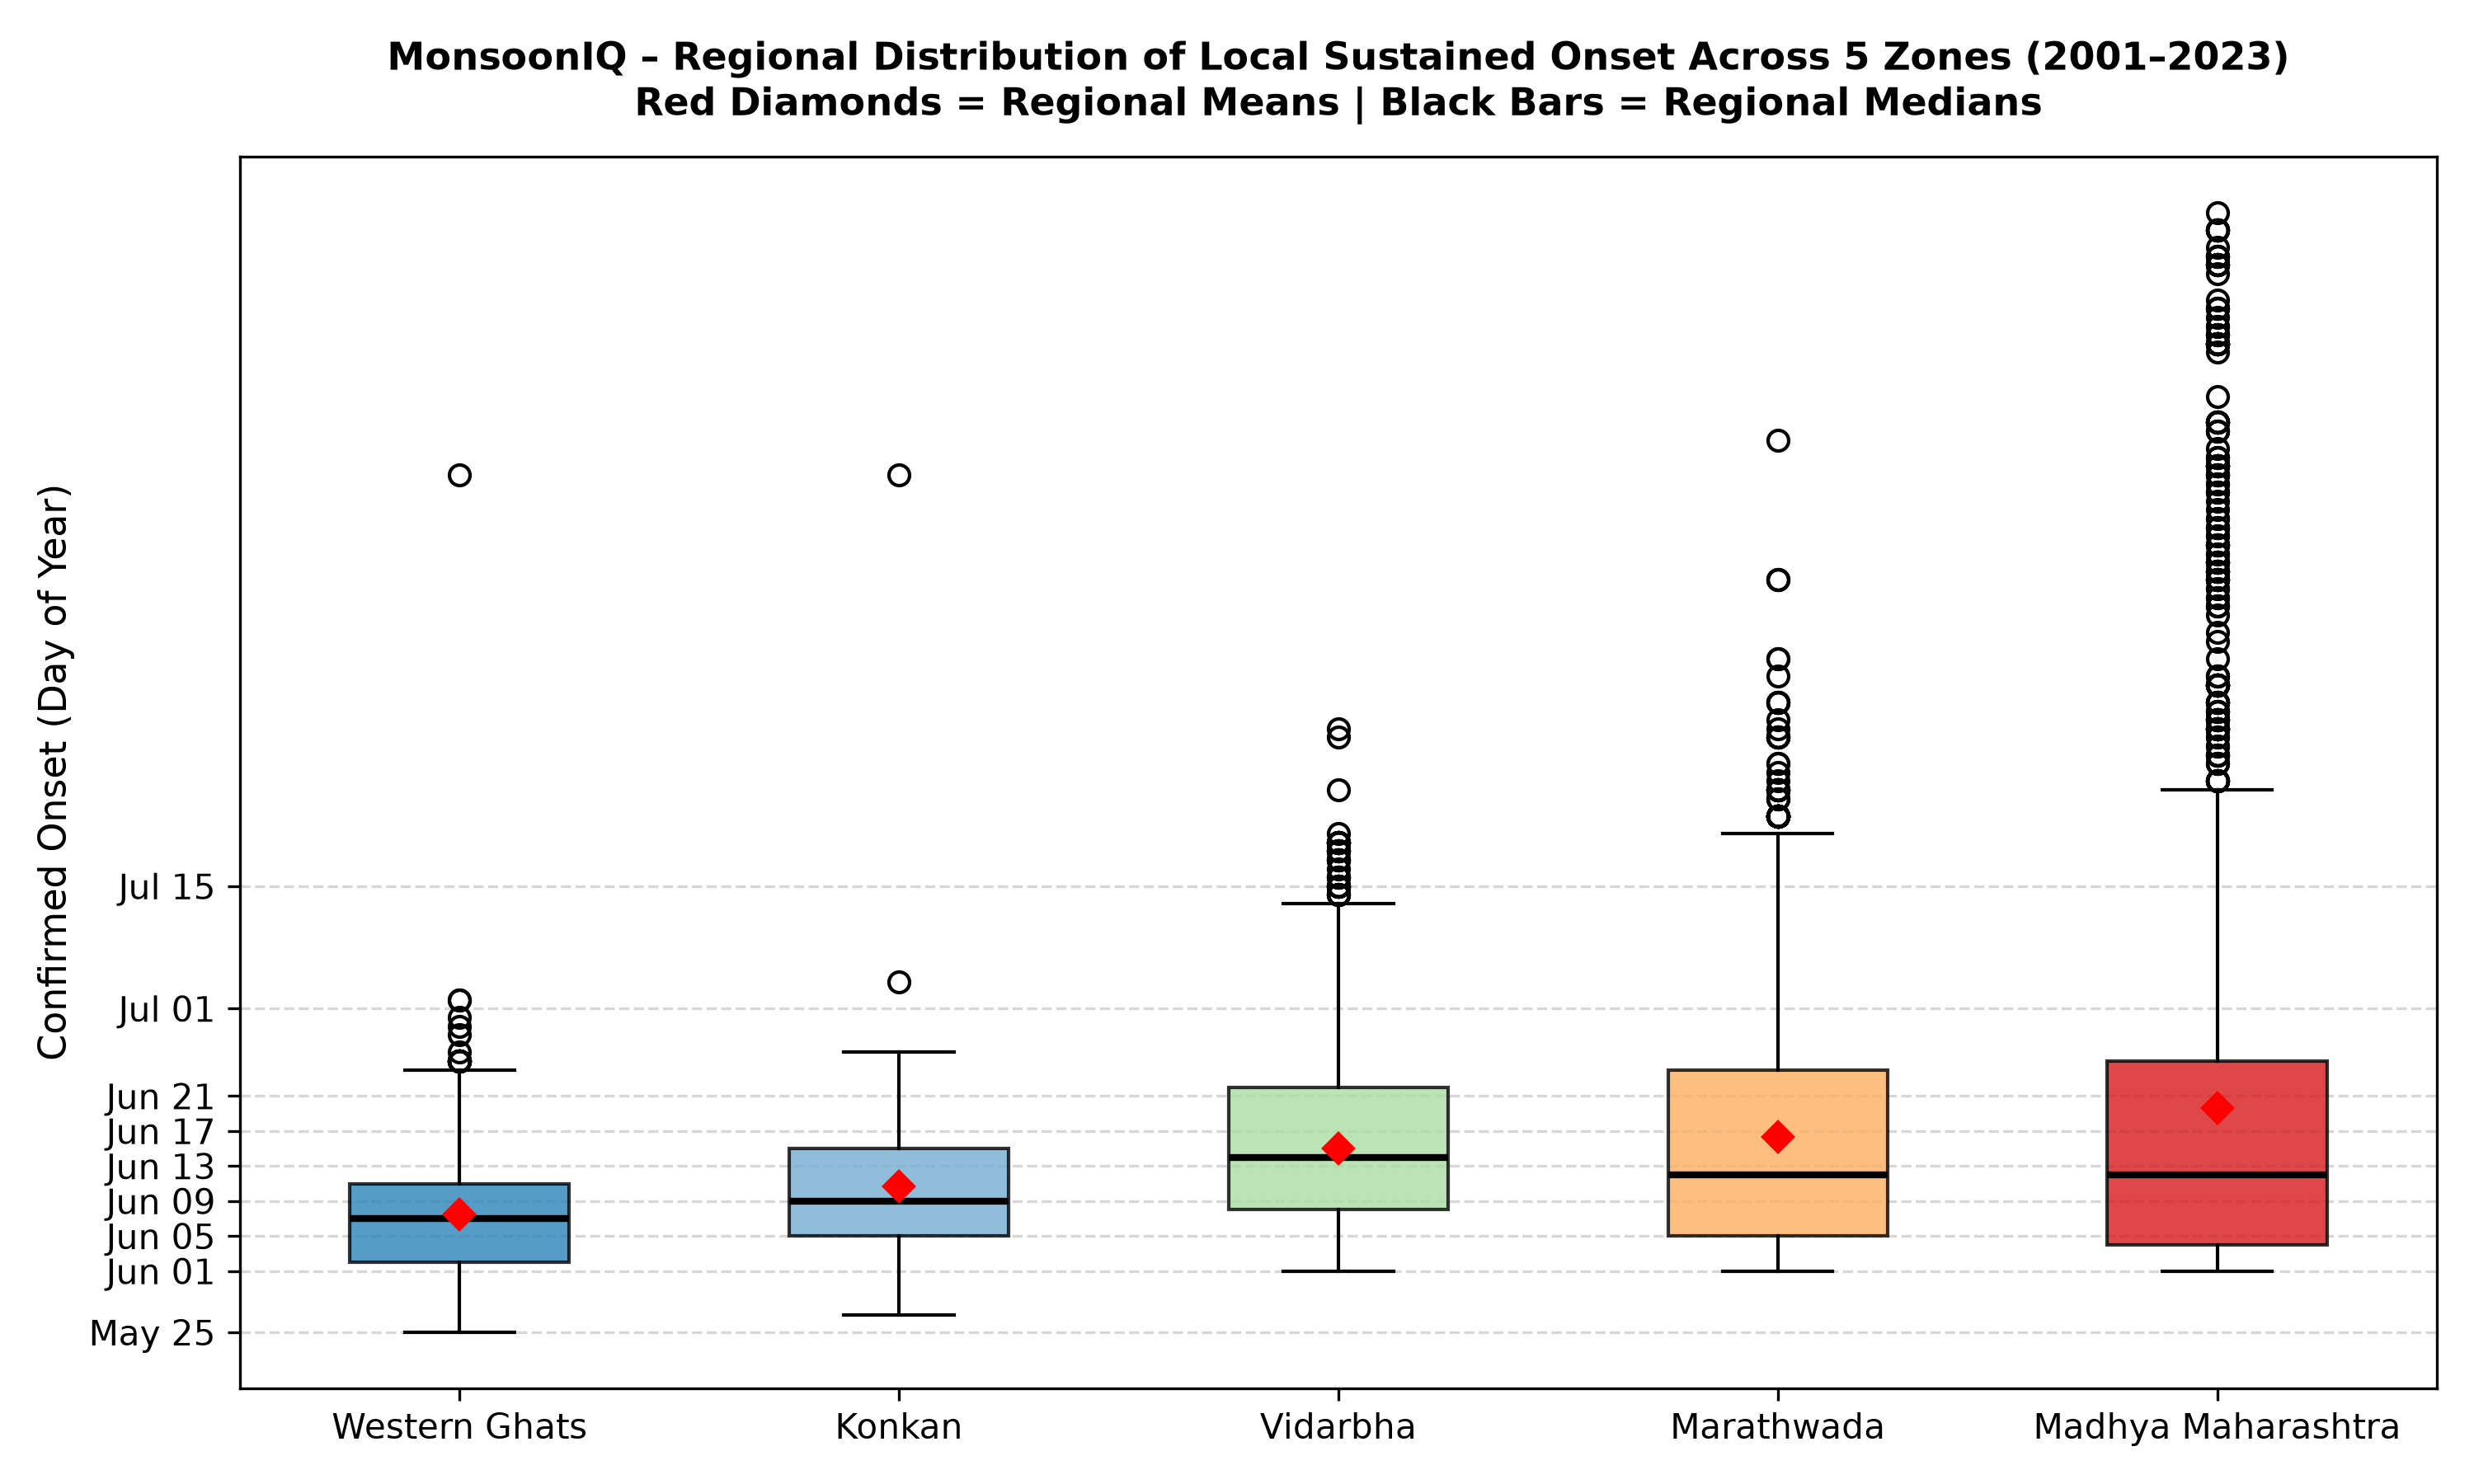 MonsoonIQ – Regional Distribution of Local Sustained Onset Across 5 Zones (2001–2023)
Red Diamonds = Regional Means | Black Bars = Regional Medians
Confirmed Onset (Day of Year)
Jul 15
Jul 01
Jun 21
Jun 17
Jun 13
Jun 09
Jun 05
Jun 01
May 25
Western Ghats
Konkan
Vidarbha
Marathwada
Madhya Maharashtra